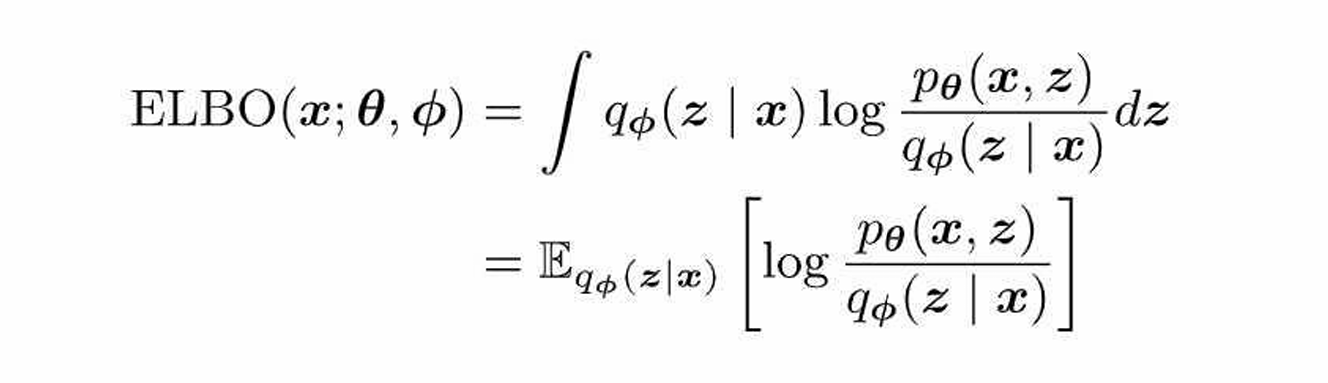 ELBO(𝒙; 𝜽, 𝝓) = ∫ q_𝝓(𝒛 | 𝒙) log p_𝜽(𝒙, 𝒛) / q_𝝓(𝒛 | 𝒙) d𝒛
= 𝔼_{q_𝝓(𝒛|𝒙)} [ log p_𝜽(𝒙, 𝒛) / q_𝝓(𝒛 | 𝒙) ]